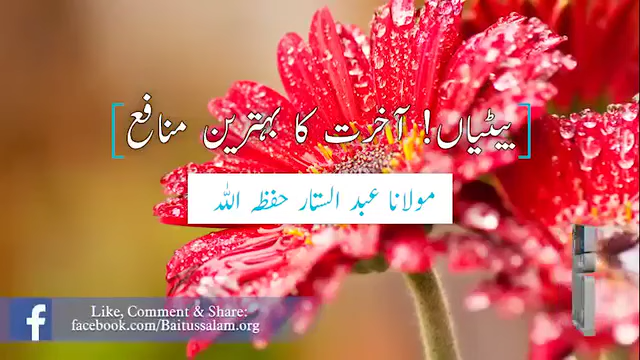 بیٹیاں! آخرت کا بہترین منافع
مولانا عبد الستار حفظہ اللہ
Like, Comment & Share:
facebook.com/Baitussalam.org